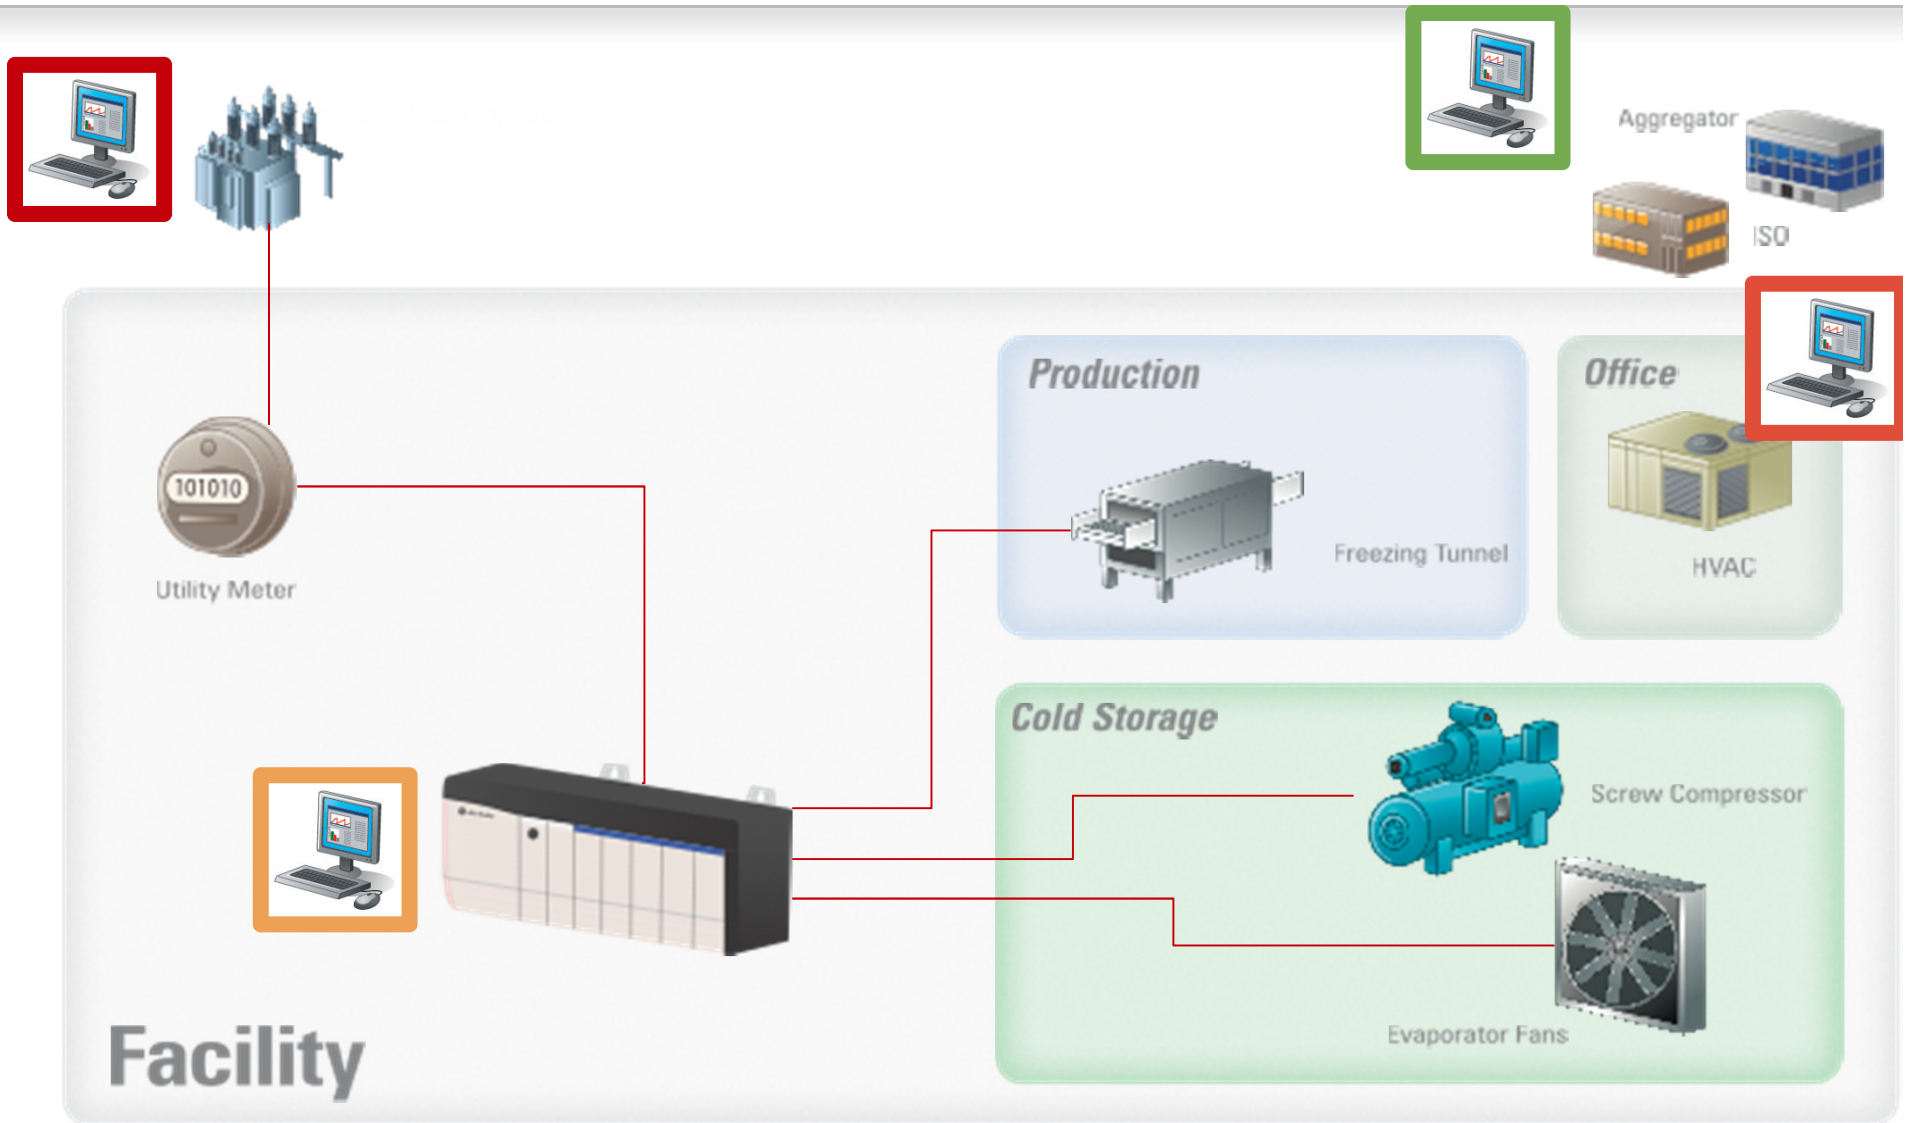 Aggregator
ISO
Production
Office
101010
Freezing Tunnel
HVAC
Utility Meter
Cold Storage
Screw Compressor
Evaporator Fans
Facility